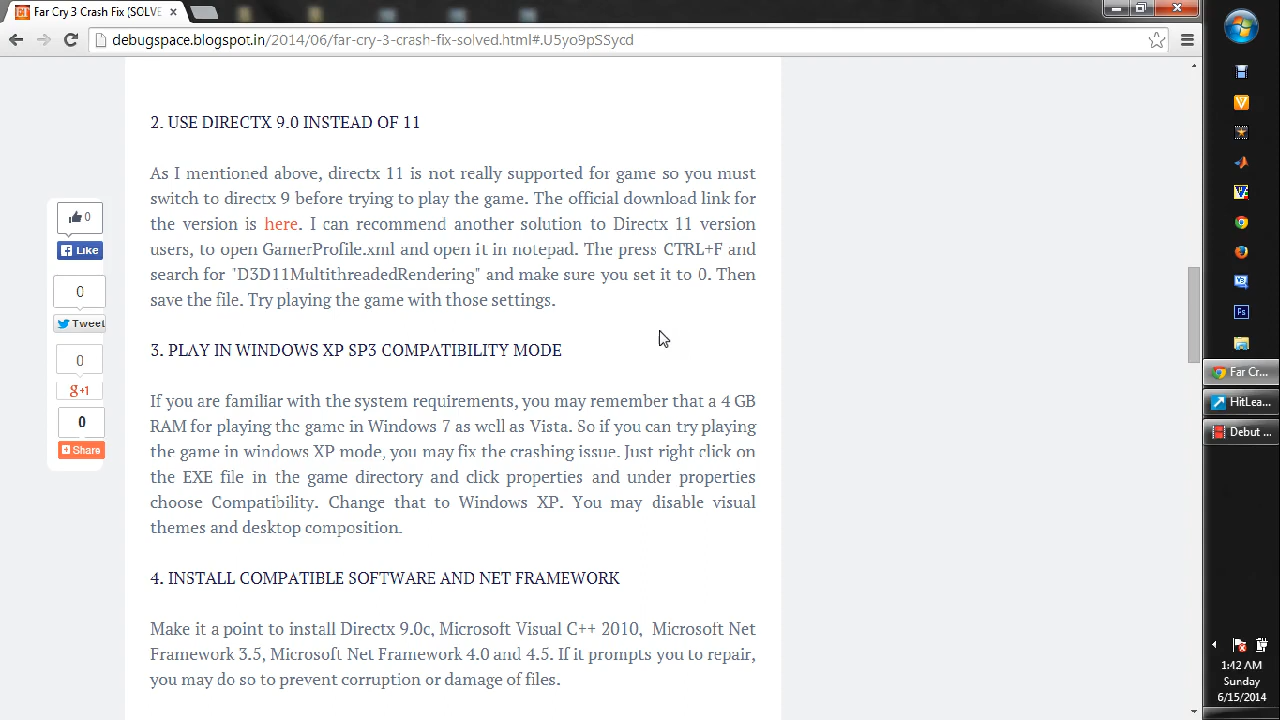 Far Cry 3 Crash Fix (SOLVE
debugspace.blogspot.in/2014/06/far-cry-3-crash-fix-solved.html#.U5yo9pSSycd
2. USE DIRECTX 9.0 INSTEAD OF 11
As I mentioned above, directx 11 is not really supported for game so you must
switch to directx 9 before trying to play the game. The official download link for
the version is here. I can recommend another solution to Directx 11 version
users, to open GamerProfile.xml and open it in notepad. The press CTRL+F and
search for "D3D11MultithreadedRendering" and make sure you set it to 0. Then
save the file. Try playing the game with those settings.
3. PLAY IN WINDOWS XP SP3 COMPATIBILITY MODE
If you are familiar with the system requirements, you may remember that a 4 GB
RAM for playing the game in Windows 7 as well as Vista. So if you can try playing
the game in windows XP mode, you may fix the crashing issue. Just right click on
the EXE file in the game directory and click properties and under properties
choose Compatibility. Change that to Windows XP. You may disable visual
themes and desktop composition.
4. INSTALL COMPATIBLE SOFTWARE AND NET FRAMEWORK
Make it a point to install Directx 9.0c, Microsoft Visual C++ 2010, Microsoft Net
Framework 3.5, Microsoft Net Framework 4.0 and 4.5. If it prompts you to repair,
you may do so to prevent corruption or damage of files.
0
Like
0
Tweet
0
g+1
0
Share
Ps
Far Cr...
HitLea...
Debut ...
1:42 AM
Sunday
6/15/2014